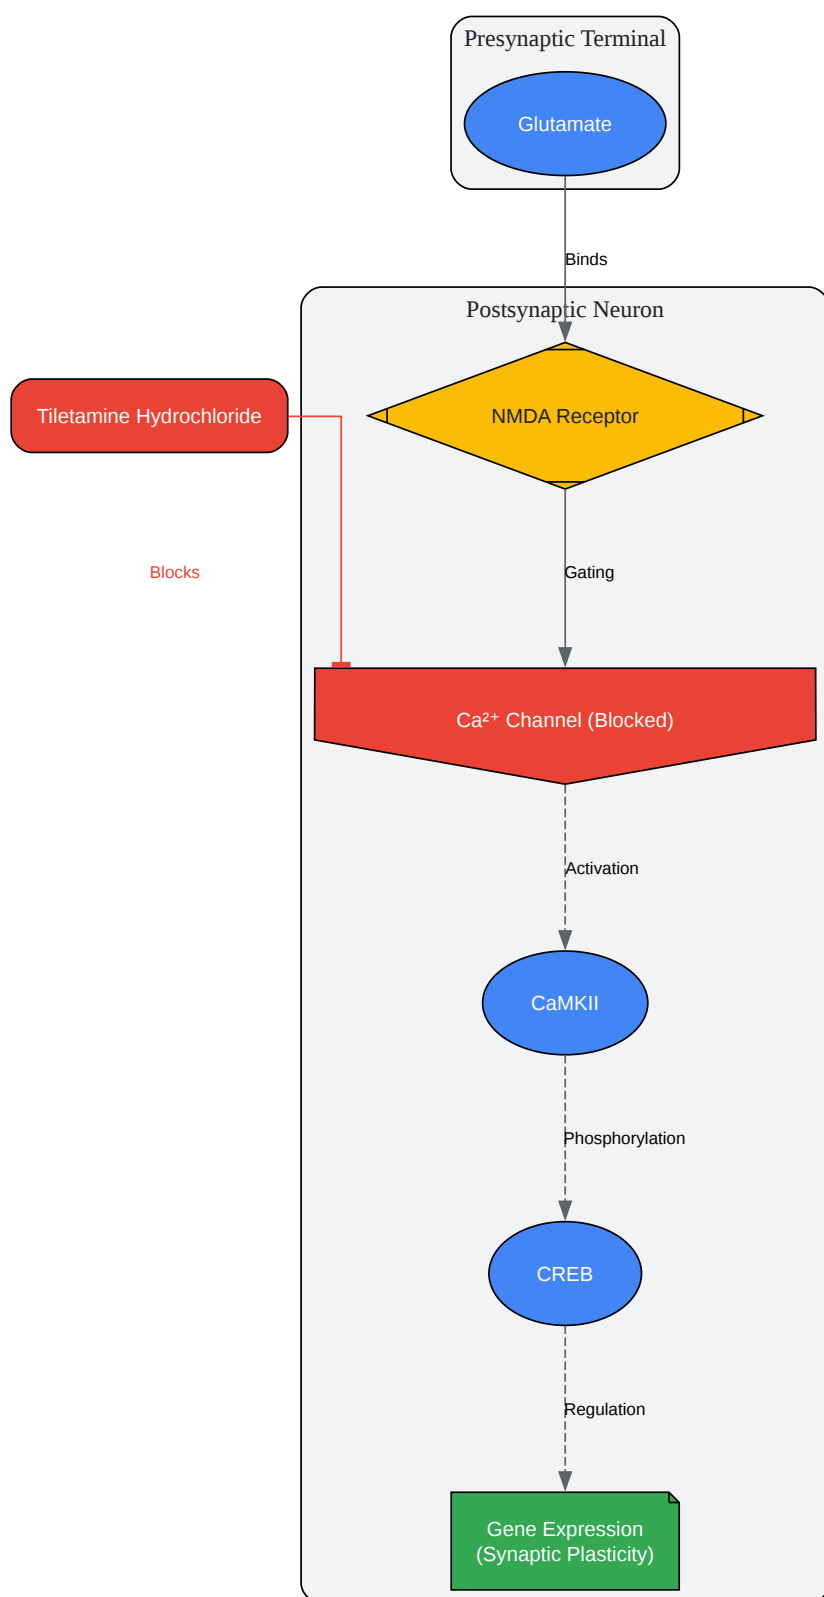 Presynaptic Terminal
Glutamate
Binds
Postsynaptic Neuron
Tiletamine Hydrochloride
NMDA Receptor
Blocks
Gating
Ca²⁺ Channel (Blocked)
Activation
CaMKII
Phosphorylation
CREB
Regulation
Gene Expression
(Synaptic Plasticity)